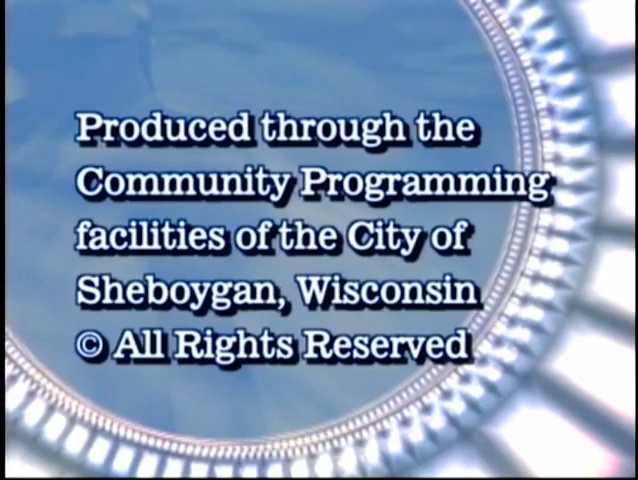 Produced through the
Community Programming
facilities of the City of
Sheboygan, Wisconsin
© All Rights Reserved